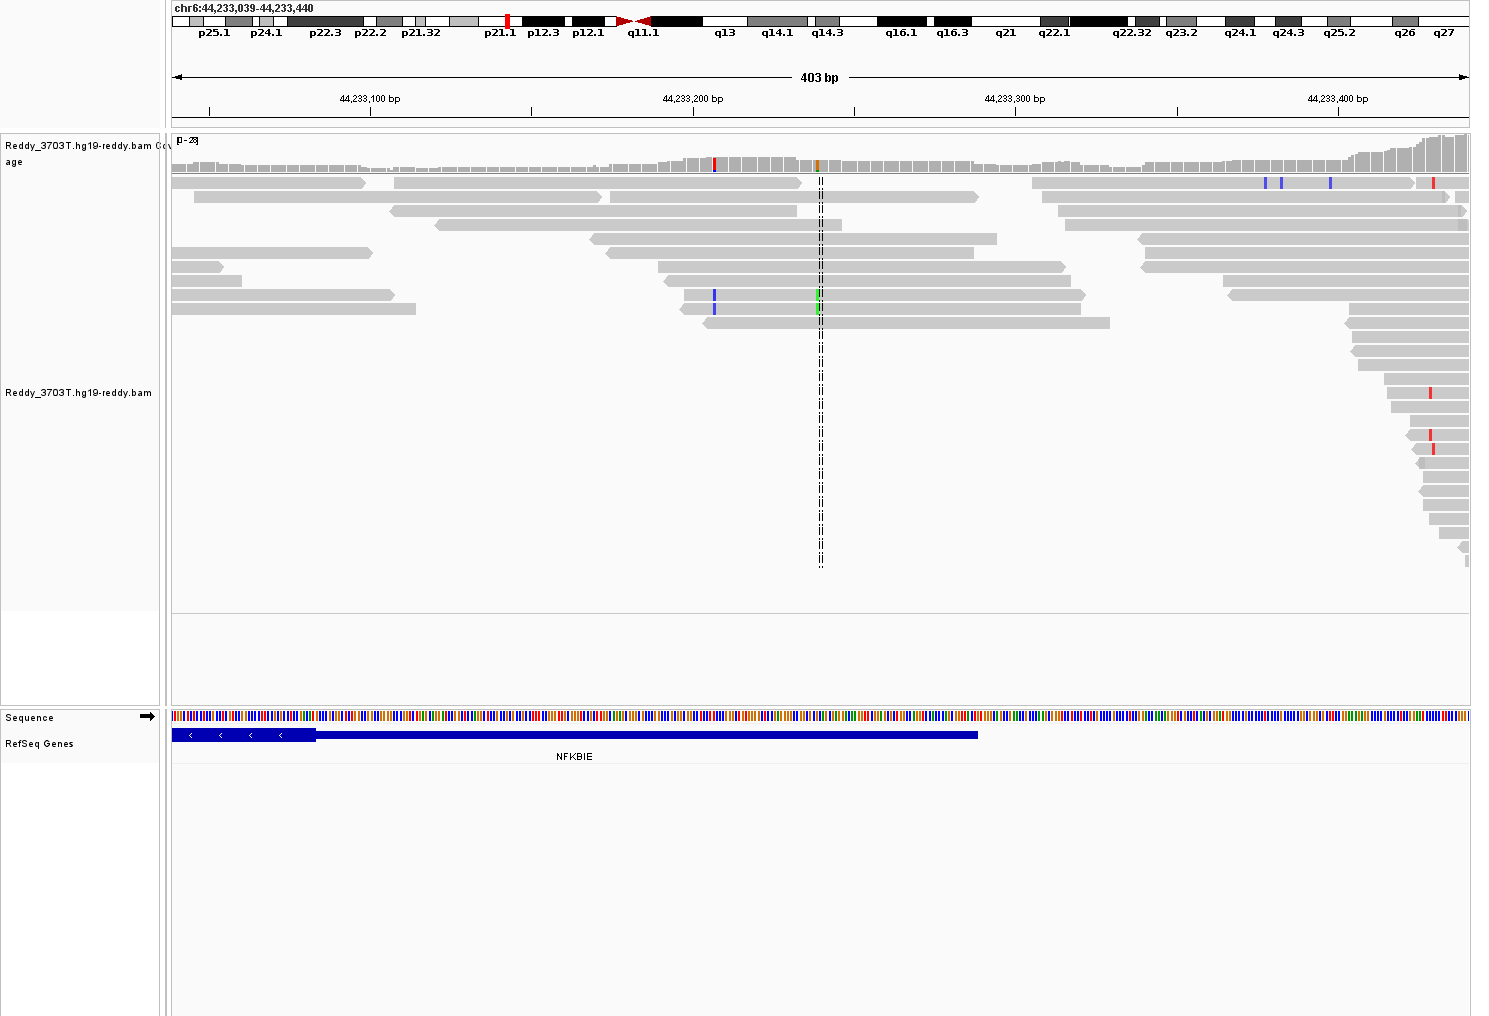 chr6:44,233,039-44,233,440
p25.1 p24.1 p22.3 p22.2 p21.32 p21.1 p12.3 p12.1 q11.1 q13 q14.1 q14.3 q16.1 q16.3 q21 q22.1 q22.32 q23.2 q24.1 q24.3 q25.2 q26 q27
403 bp
44,233,100 bp 44,233,200 bp 44,233,300 bp 44,233,400 bp
[0-28]
Reddy_3703T.hg19-reddy.bam Cov
age
Reddy_3703T.hg19-reddy.bam
Sequence
RefSeq Genes
NFKBIE